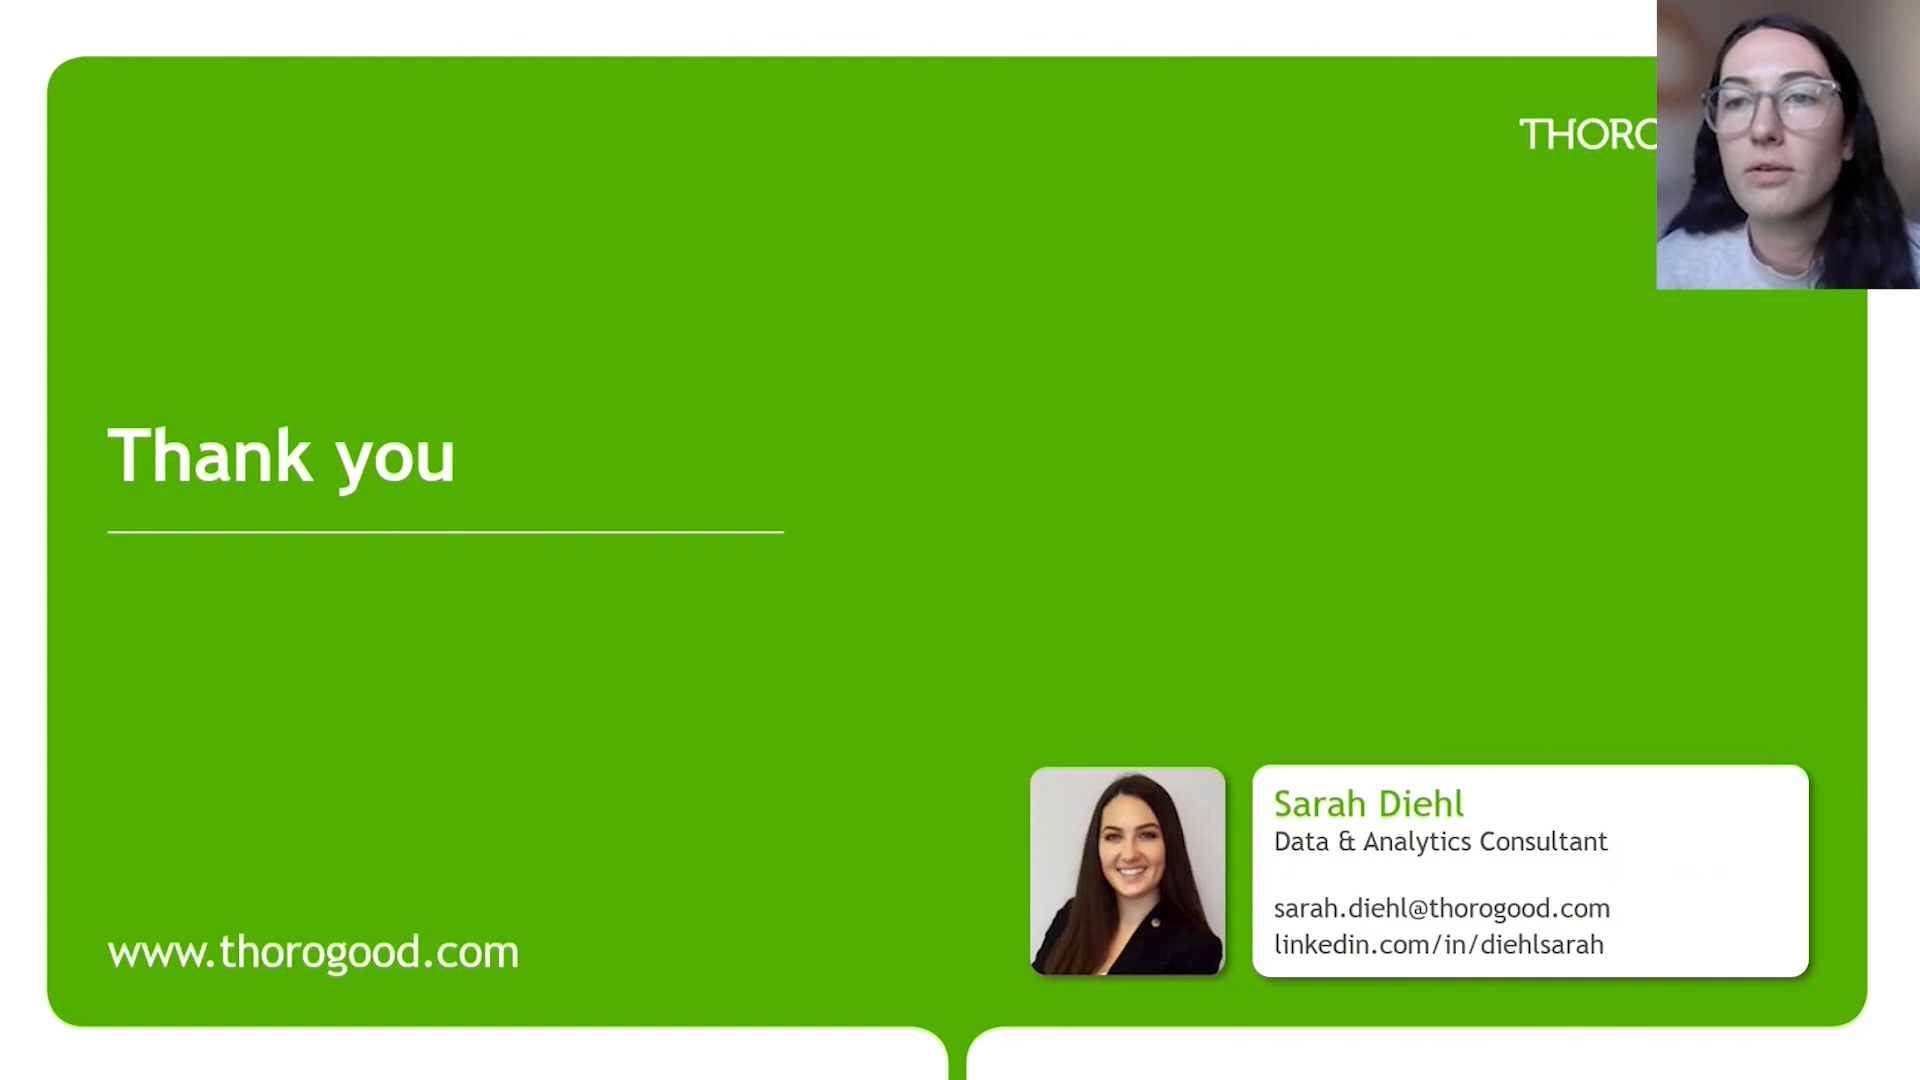 THORO
Thank you
Sarah Diehl
Data & Analytics Consultant
sarah.diehl@thorogood.com
linkedin.com/in/diehlsarah
www.thorogood.com